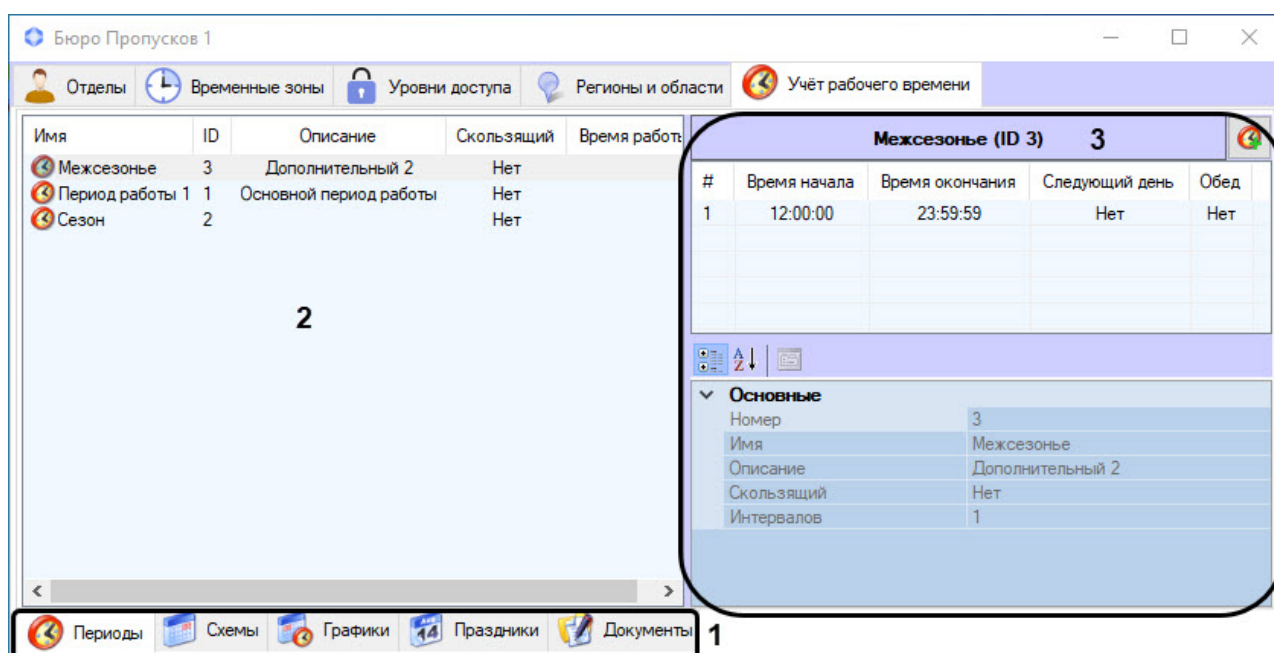 Бюро Пропусков 1
Отделы Временные зоны Уровни доступа Регионы и области Учёт рабочего времени
Имя ID Описание Скользящий Время работь
Межсезонье 3 Дополнительный 2 Нет
Период работы 1 1 Основной период работы Нет
Сезон 2 Нет
2
Межсезонье (ID 3) 3
# Время начала Время окончания Следующий день Обед
1 12:00:00 23:59:59 Нет Нет
Основные
Номер 3
Имя Межсезонье
Описание Дополнительный 2
Скользящий Нет
Интервалов 1
Периоды Схемы Графики Праздники Документы 1